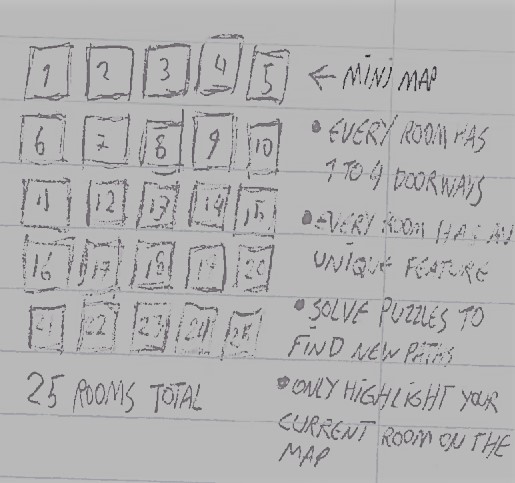 1 2 3 4 5 ← MINI MAP
6 7 8 9 10 • EVERY ROOM HAS
1 TO 4 DOORWAYS
11 12 13 14 15 • EVERY ROOM HAS AN
16 17 18 19 20 UNIQUE FEATURE
21 22 23 24 25 • SOLVE PUZZLES TO
FIND NEW PATHS
25 ROOMS TOTAL
• ONLY HIGHLIGHT YOUR
CURRENT ROOM ON THE
MAP